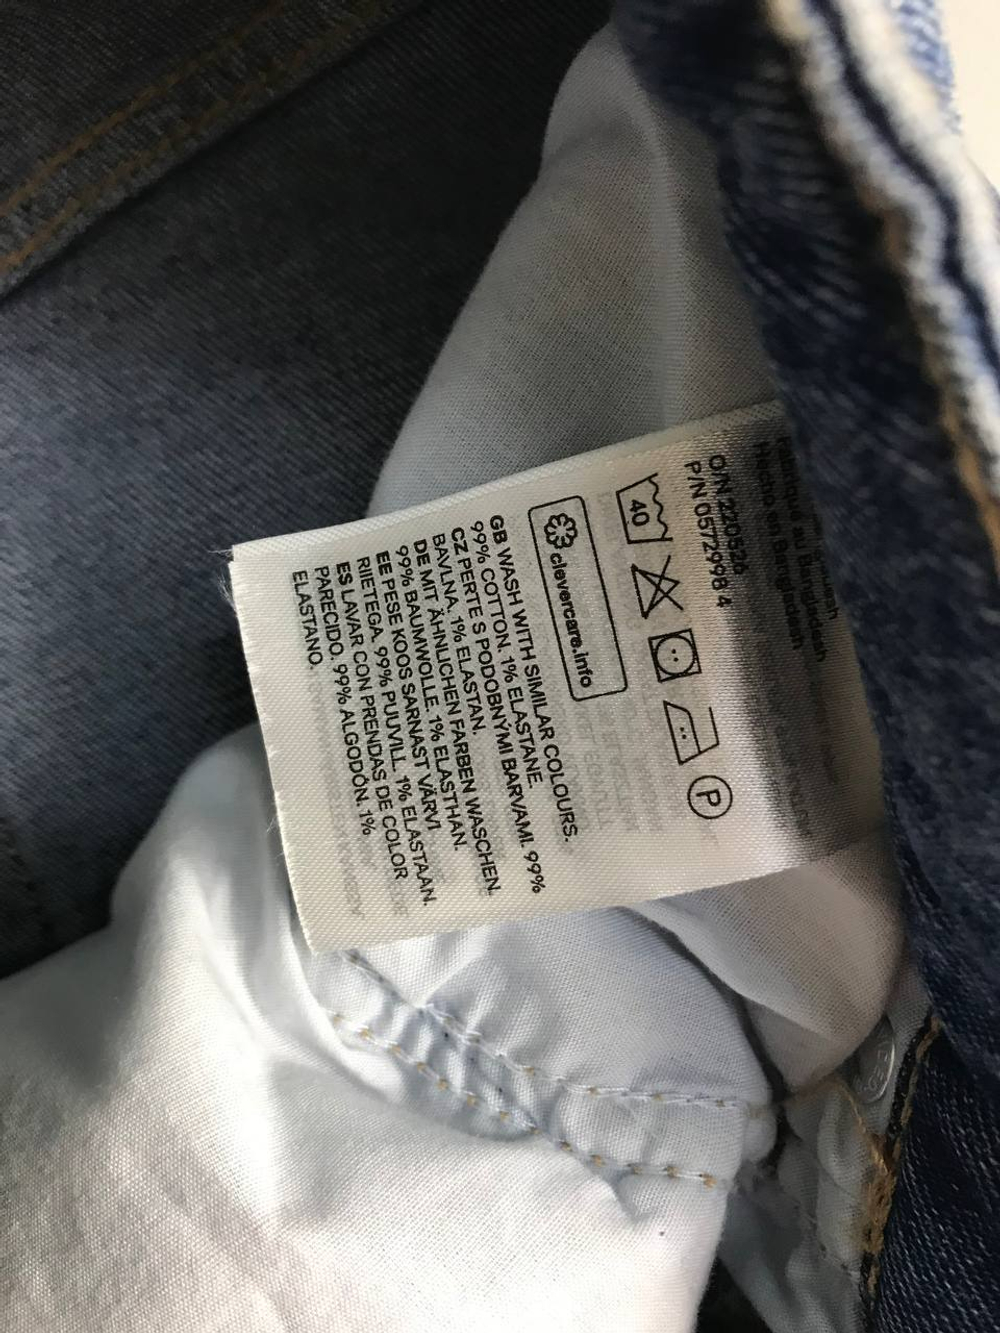 Fabriqué au Bangladesh
Hecho en Bangladesh
O/N 220526
P/N 05729984
40
P
clevercare.info
GB WASH WITH SIMILAR COLOURS.
99% COTTON. 1% ELASTANE.
CZ PERTE S PODOBNÝMI BARVAMI. 99%
BAVLNA. 1% ELASTAN.
DE MIT ÄHNLICHEN FARBEN WASCHEN.
99% BAUMWOLLE. 1% ELASTHAN.
EE PESE KOOS SARNAST VÄRVI
RIIETEGA. 99% PUUVILL. 1% ELASTAAN.
ES LAVAR CON PRENDAS DE COLOR
PARECIDO. 99% ALGODÓN. 1%
ELASTANO.